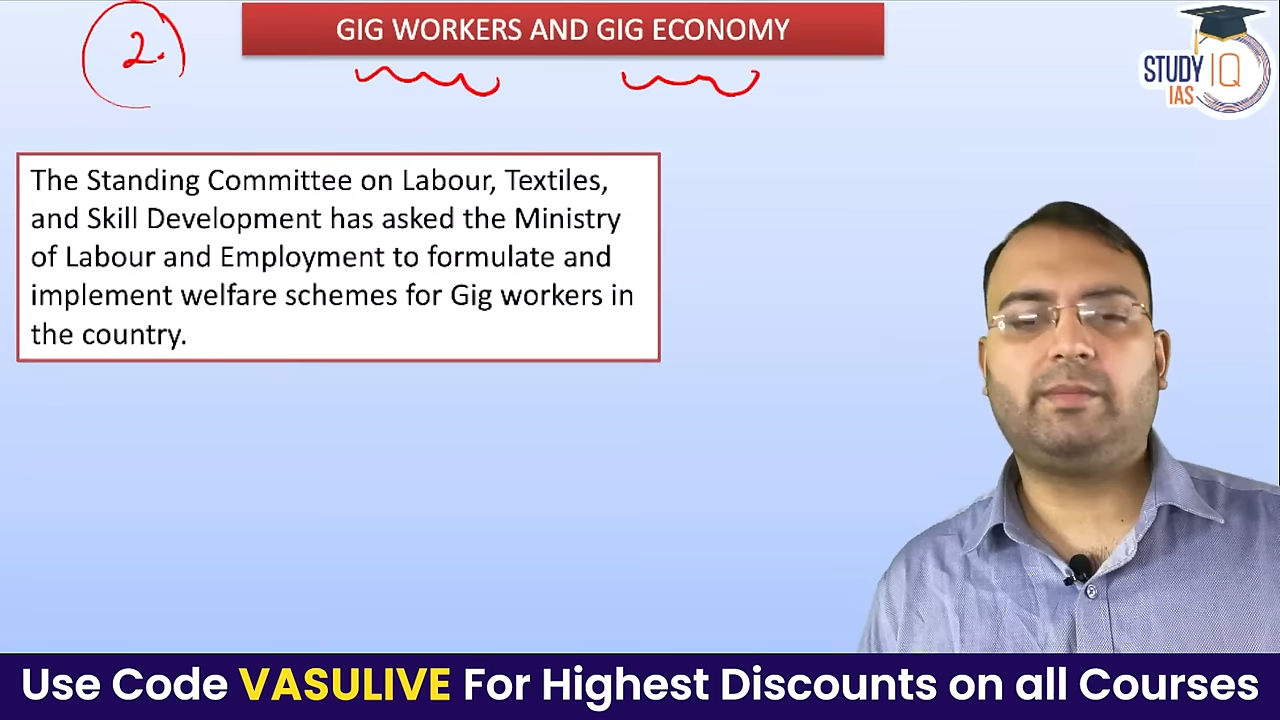 2.
GIG WORKERS AND GIG ECONOMY
STUDY IQ
IAS
The Standing Committee on Labour, Textiles,
and Skill Development has asked the Ministry
of Labour and Employment to formulate and
implement welfare schemes for Gig workers in
the country.
Use Code VASULIVE For Highest Discounts on all Courses